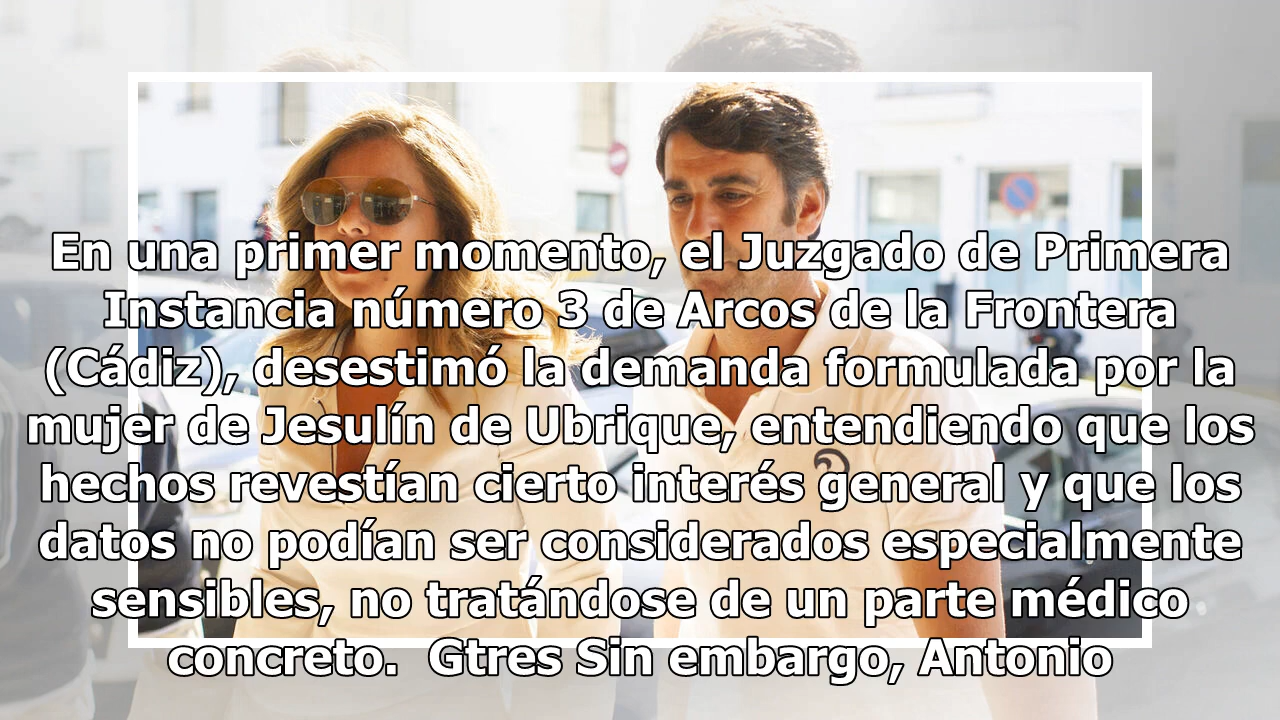 En una primer momento, el Juzgado de Primera
Instancia número 3 de Arcos de la Frontera
(Cádiz), desestimó la demanda formulada por la
mujer de Jesulín de Ubrique, entendiendo que los
hechos revestían cierto interés general y que los
datos no podían ser considerados especialmente
sensibles, no tratándose de un parte médico
concreto.  Gtres Sin embargo, Antonio